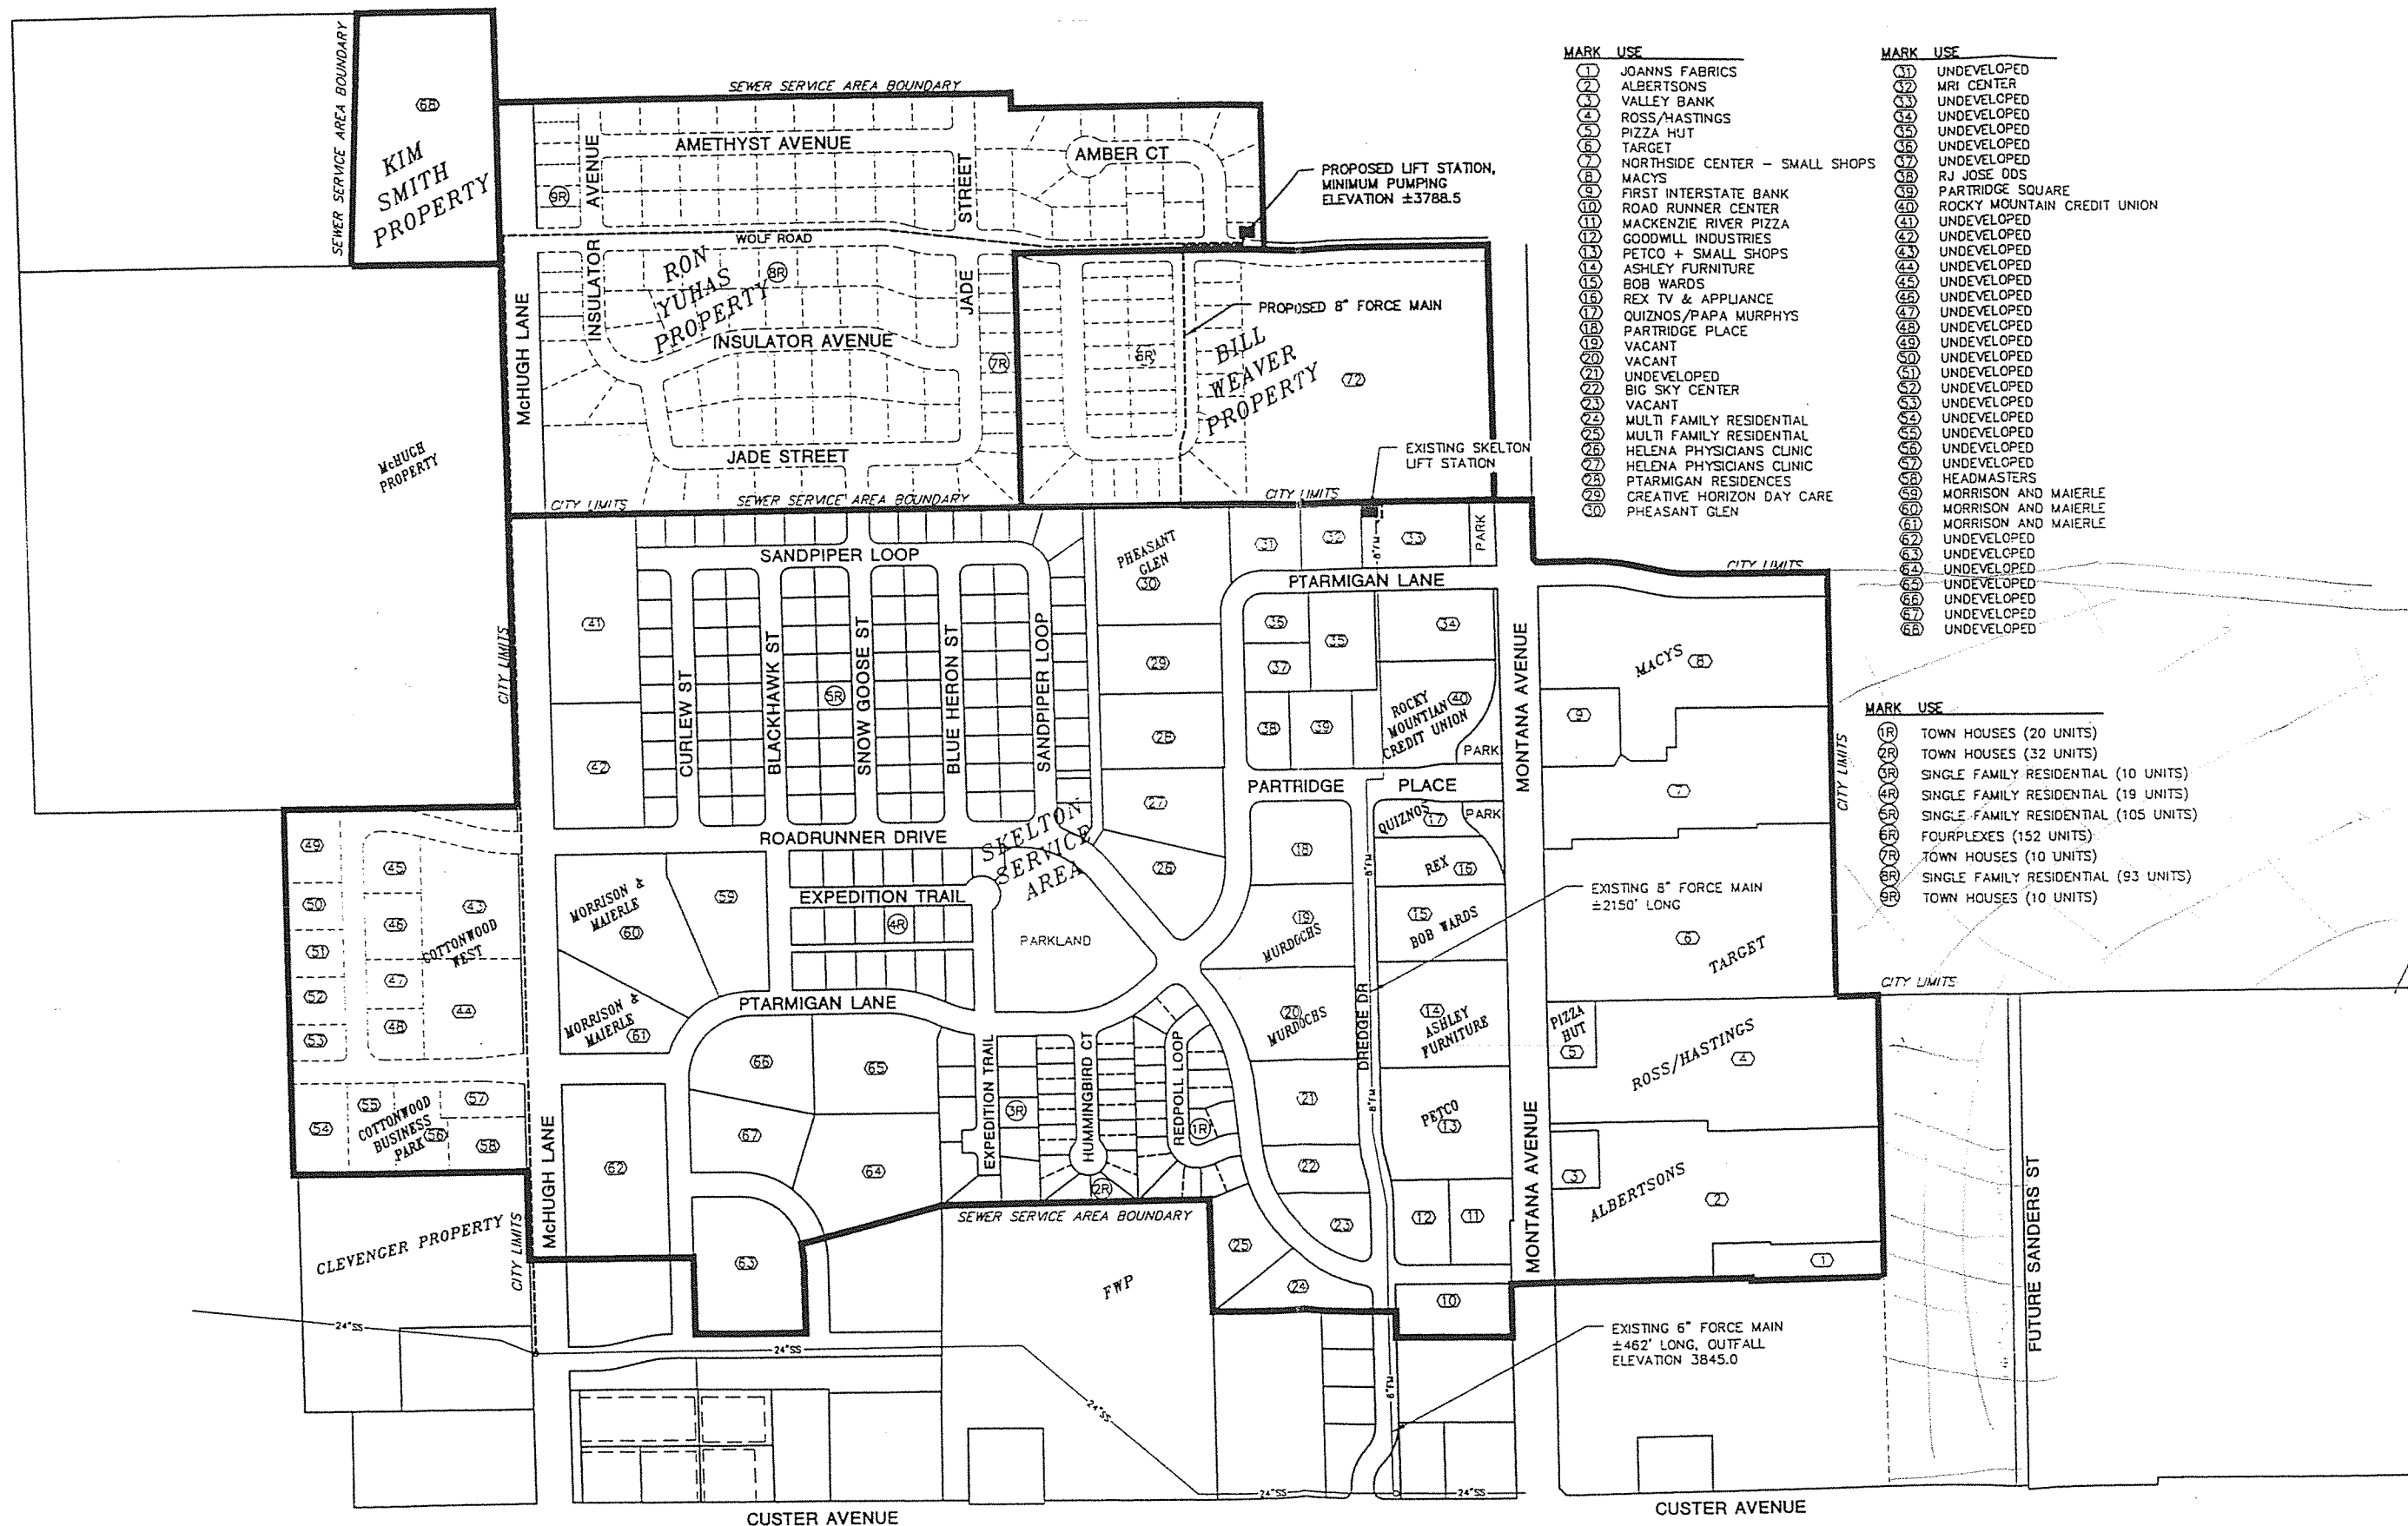 SEWER SERVICE AREA BOUNDARY
68
KIM
SMITH
PROPERTY
SEWER SERVICE AREA BOUNDARY
AMETHYST AVENUE
AVENUE
9R
STREET
AMBER CT
PROPOSED LIFT STATION,
MINIMUM PUMPING
ELEVATION ±3788.5
WOLF ROAD
INSULATOR
RON
YUHAS
PROPERTY
8R
JADE
McHUGH LANE
INSULATOR AVENUE
7R
6R
PROPOSED 8" FORCE MAIN
BILL
WEAVER
PROPERTY
72
McHUGH
PROPERTY
JADE STREET
EXISTING SKELTON
LIFT STATION
CITY LIMITS
SEWER SERVICE AREA BOUNDARY
CITY LIMITS
MARK USE
1 JOANNS FABRICS
2 ALBERTSONS
3 VALLEY BANK
4 ROSS/HASTINGS
5 PIZZA HUT
6 TARGET
7 NORTHSIDE CENTER - SMALL SHOPS
8 MACYS
9 FIRST INTERSTATE BANK
10 ROAD RUNNER CENTER
11 MACKENZIE RIVER PIZZA
12 GOODWILL INDUSTRIES
13 PETCO + SMALL SHOPS
14 ASHLEY FURNITURE
15 BOB WARDS
16 REX TV & APPLIANCE
17 QUIZNOS/PAPA MURPHYS
18 PARTRIDGE PLACE
19 VACANT
20 VACANT
21 UNDEVELOPED
22 BIG SKY CENTER
23 VACANT
24 MULTI FAMILY RESIDENTIAL
25 MULTI FAMILY RESIDENTIAL
26 HELENA PHYSICIANS CLINIC
27 HELENA PHYSICIANS CLINIC
28 PTARMIGAN RESIDENCES
29 CREATIVE HORIZON DAY CARE
30 PHEASANT GLEN
MARK USE
31 UNDEVELOPED
32 MRI CENTER
33 UNDEVELOPED
34 UNDEVELOPED
35 UNDEVELOPED
36 UNDEVELOPED
37 UNDEVELOPED
38 RJ JOSE DDS
39 PARTRIDGE SQUARE
40 ROCKY MOUNTAIN CREDIT UNION
41 UNDEVELOPED
42 UNDEVELOPED
43 UNDEVELOPED
44 UNDEVELOPED
45 UNDEVELOPED
46 UNDEVELOPED
47 UNDEVELOPED
48 UNDEVELOPED
49 UNDEVELOPED
50 UNDEVELOPED
51 UNDEVELOPED
52 UNDEVELOPED
53 UNDEVELOPED
54 UNDEVELOPED
55 UNDEVELOPED
56 UNDEVELOPED
57 UNDEVELOPED
58 HEADMASTERS
59 MORRISON AND MAIERLE
60 MORRISON AND MAIERLE
61 MORRISON AND MAIERLE
62 UNDEVELOPED
63 UNDEVELOPED
64 UNDEVELOPED
65 UNDEVELOPED
66 UNDEVELOPED
67 UNDEVELOPED
68 UNDEVELOPED
MARK USE
1R TOWN HOUSES (20 UNITS)
2R TOWN HOUSES (32 UNITS)
3R SINGLE FAMILY RESIDENTIAL (10 UNITS)
4R SINGLE FAMILY RESIDENTIAL (19 UNITS)
5R SINGLE FAMILY RESIDENTIAL (105 UNITS)
6R FOURPLEXES (152 UNITS)
7R TOWN HOUSES (10 UNITS)
8R SINGLE FAMILY RESIDENTIAL (93 UNITS)
9R TOWN HOUSES (10 UNITS)
CITY LIMITS
SANDPIPER LOOP
PHEASANT
GLEN
30
31
32
8"FM
33
PARK
PTARMIGAN LANE
CITY LIMITS
41
42
CURLEW ST
BLACKHAWK ST
5R
SNOW GOOSE ST
BLUE HERON ST
SANDPIPER LOOP
29
28
27
26
36
35
34
37
38
39
ROCKY
MOUNTIAN
CREDIT UNION
40
PARK
MONTANA AVENUE
MACYS 8
9
7
CITY LIMITS
PARTRIDGE PLACE
QUIZNOS
17
PARK
ROADRUNNER DRIVE
SKELTON
SERVICE
AREA
18
REX 16
8"FM
EXISTING 8" FORCE MAIN
±2150' LONG
49
50
51
52
53
45
46
47
48
43
44
COTTONWOOD
WEST
MORRISON &
MAIERLE
60
59
EXPEDITION TRAIL
4R
PARKLAND
19
MURDOCHS
15
BOB WARDS
6
TARGET
CITY LIMITS
MORRISON &
MAIERLE 61
PTARMIGAN LANE
20
MURDOCHS
DREDGE DR
14
ASHLEY
FURNITURE
PIZZA
HUT
5
ROSS/HASTINGS
4
66
65
67
64
EXPEDITION TRAIL
3R
HUMMINGBIRD CT
2R
REDPOLL LOOP
1R
21
22
23
8"FM
PETCO
13
12
11
MONTANA AVENUE
3
ALBERTSONS
2
1
54
55
COTTONWOOD
BUSINESS
PARK
56
57
58
McHUGH LANE
62
63
CLEVENGER PROPERTY
CITY LIMITS
SEWER SERVICE AREA BOUNDARY
FWP
25
24
10
FUTURE SANDERS ST
EXISTING 6" FORCE MAIN
±462' LONG, OUTFALL
ELEVATION 3845.0
24"SS
24"SS
24"SS
6"FM
24"SS
24"SS
CUSTER AVENUE
CUSTER AVENUE